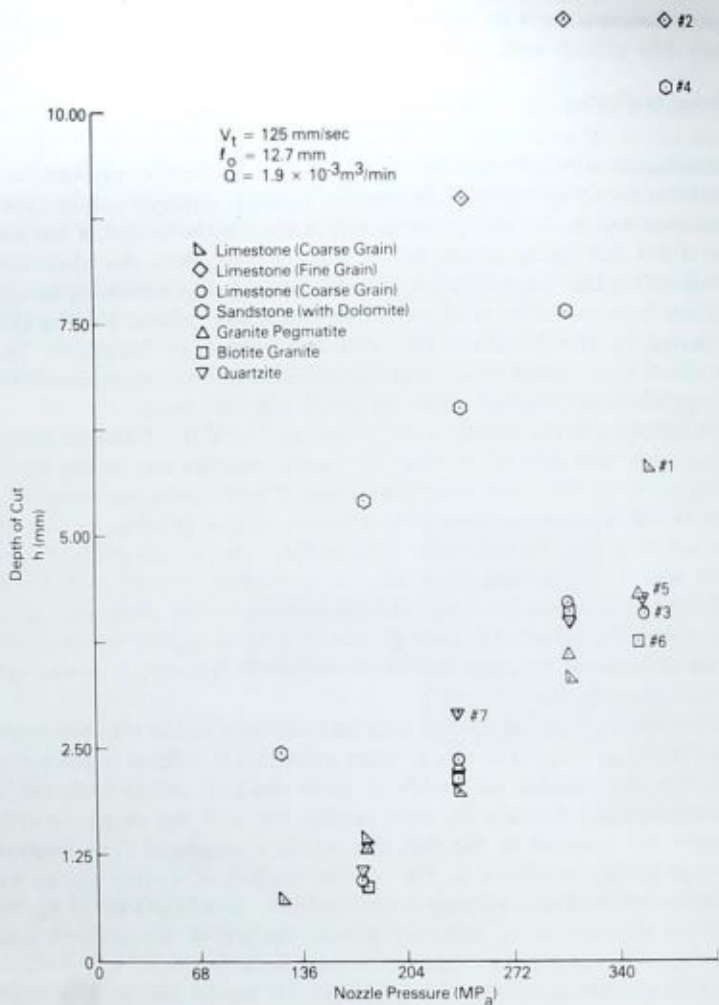 #2
#4
10.00
V_t = 125 mm/sec
ℓ_o = 12.7 mm
Q = 1.9 × 10⁻³m³/min
Limestone (Coarse Grain)
Limestone (Fine Grain)
Limestone (Coarse Grain)
Sandstone (with Dolomite)
Granite Pegmatite
Biotite Granite
Quartzite
7.50
#1
Depth of Cut
h (mm)
5.00
#5
#3
#6
#7
2.50
1.25
0
0 68 136 204 272 340
Nozzle Pressure (MPₐ)